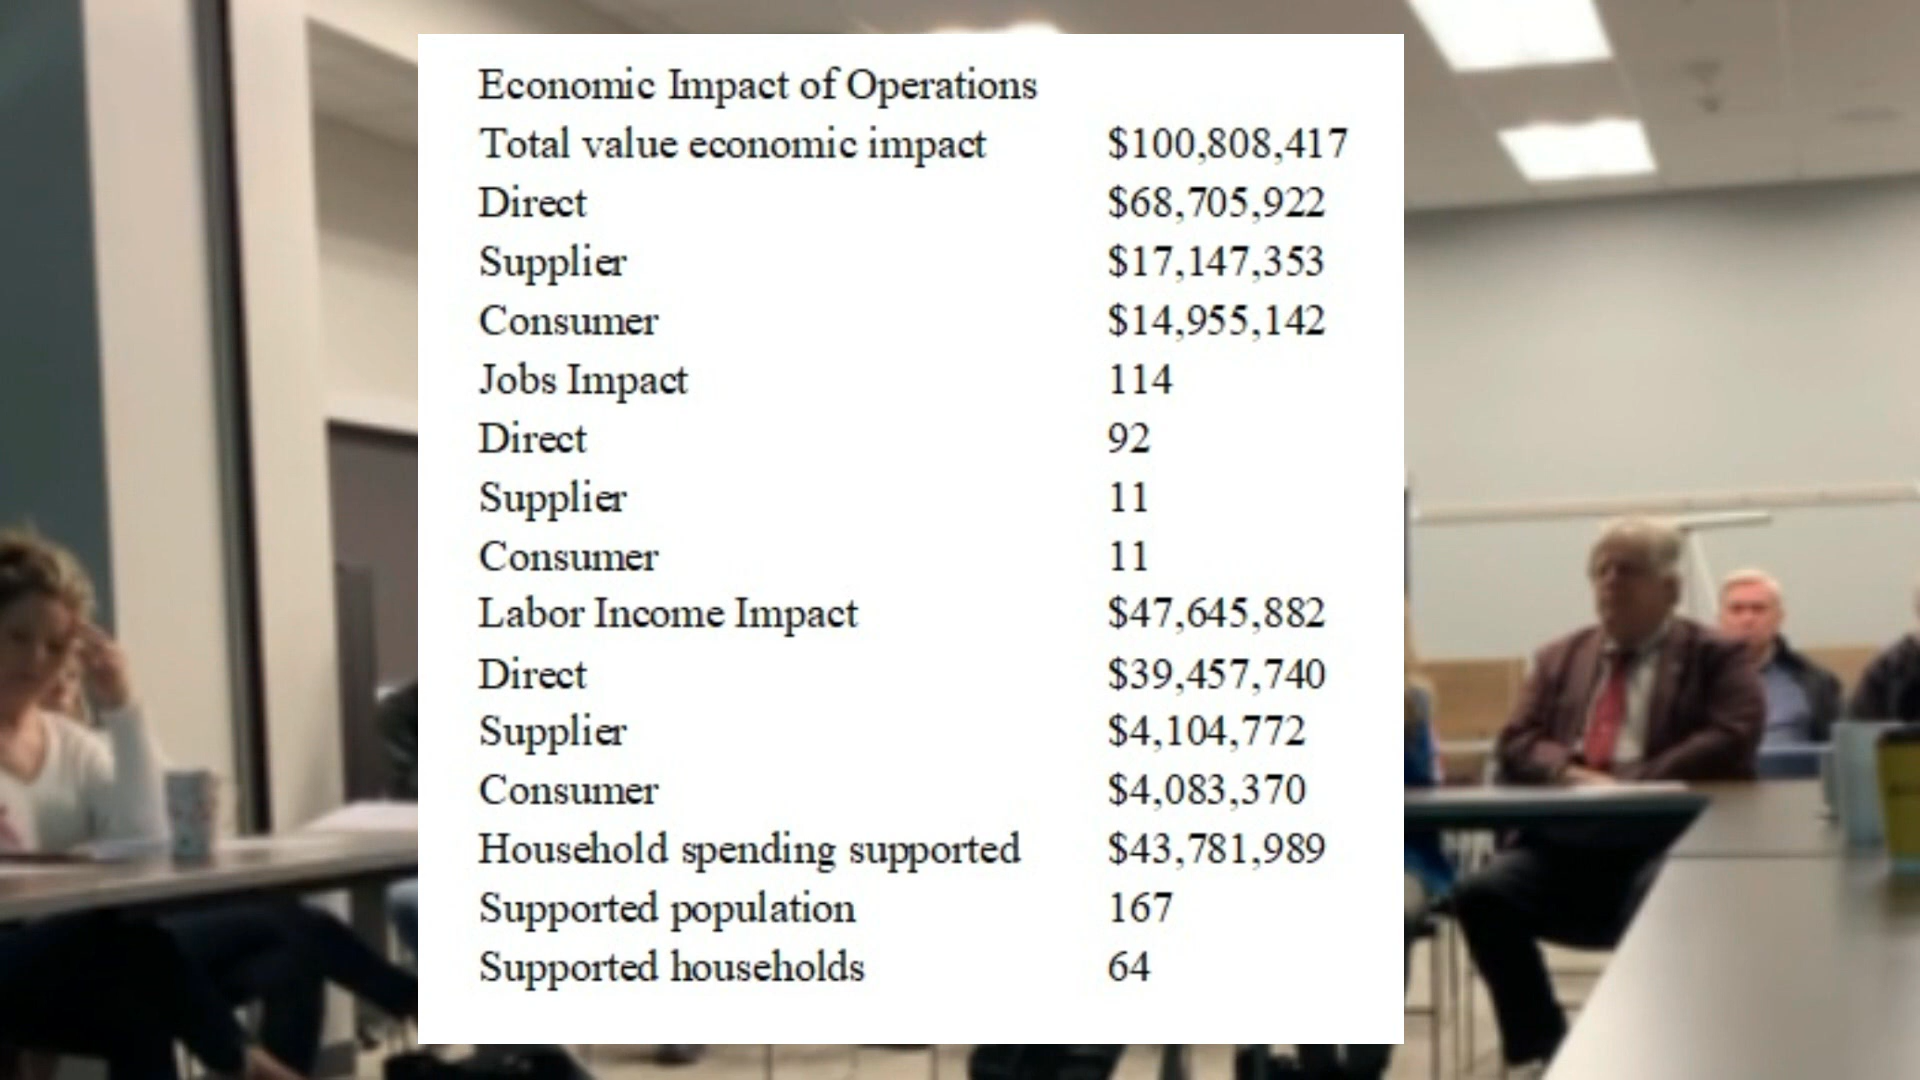 Economic Impact of Operations
Total value economic impact $100,808,417
Direct $68,705,922
Supplier $17,147,353
Consumer $14,955,142
Jobs Impact 114
Direct 92
Supplier 11
Consumer 11
Labor Income Impact $47,645,882
Direct $39,457,740
Supplier $4,104,772
Consumer $4,083,370
Household spending supported $43,781,989
Supported population 167
Supported households 64